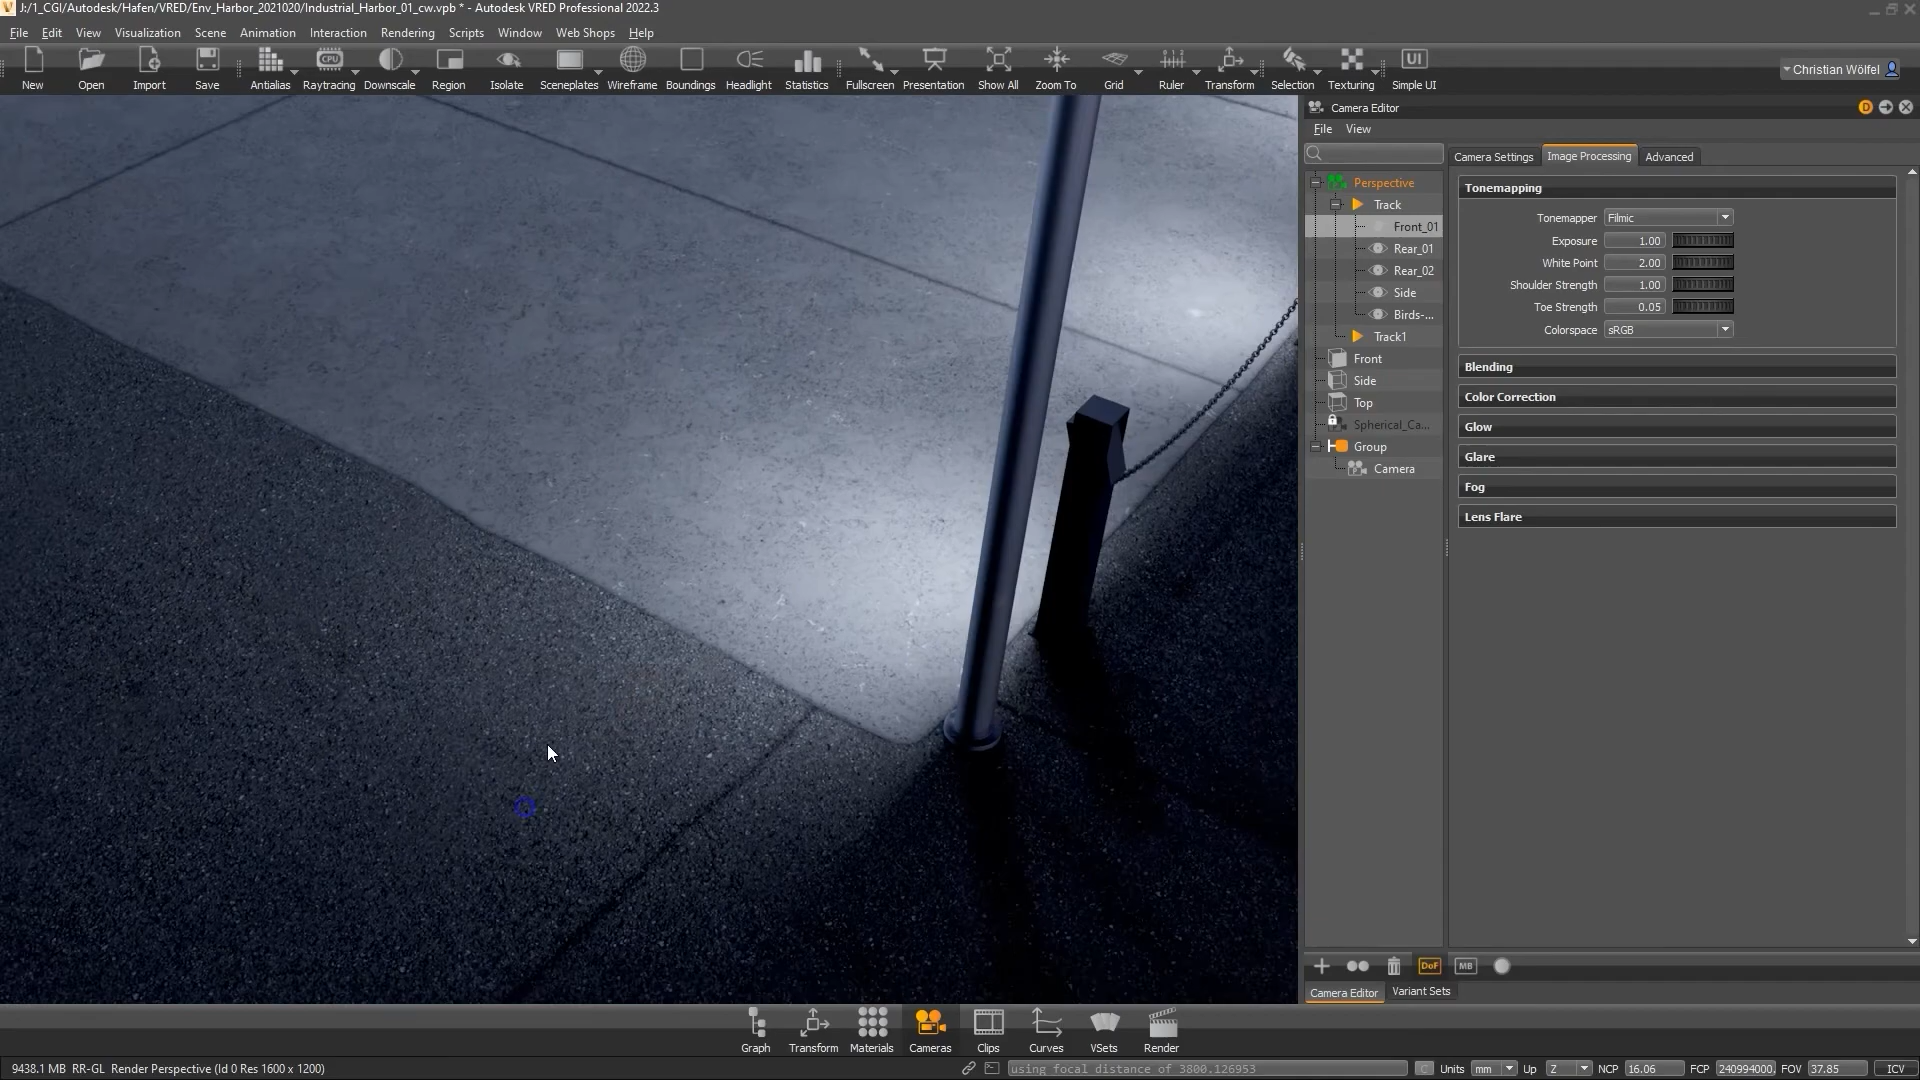 J:/1_CGI/Autodesk/Hafen/VRED/Env_Harbor_2021020/Industrial_Harbor_01_cw.vpb * - Autodesk VRED Professional 2022.3
File Edit View Visualization Scene Animation Interaction Rendering Scripts Window Web Shops Help
New Open Import Save Antialias Raytracing Downscale Region Isolate Sceneplates Wireframe Boundings Headlight Statistics Fullscreen Presentation Show All Zoom To Grid Ruler Transform Selection Texturing Simple UI
CPU
UI
Christian Wölfel
Camera Editor
D
File View
Camera Settings Image Processing Advanced
Perspective
Track
Front_01
Rear_01
Rear_02
Side
Birds-...
Track1
Front
Side
Top
Spherical_Ca...
Group
Camera
Tonemapping
Tonemapper Filmic
Exposure 1.00
White Point 2.00
Shoulder Strength 1.00
Toe Strength 0.05
Colorspace sRGB
Blending
Color Correction
Glow
Glare
Fog
Lens Flare
DoF MB
Camera Editor Variant Sets
Graph Transform Materials Cameras Clips Curves VSets Render
9438.1 MB RR-GL Render Perspective (Id 0 Res 1600 x 1200)
using focal distance of 3800.126953
C Units mm Up Z NCP 16.06 FCP 240994000, FOV 37.85 ICV